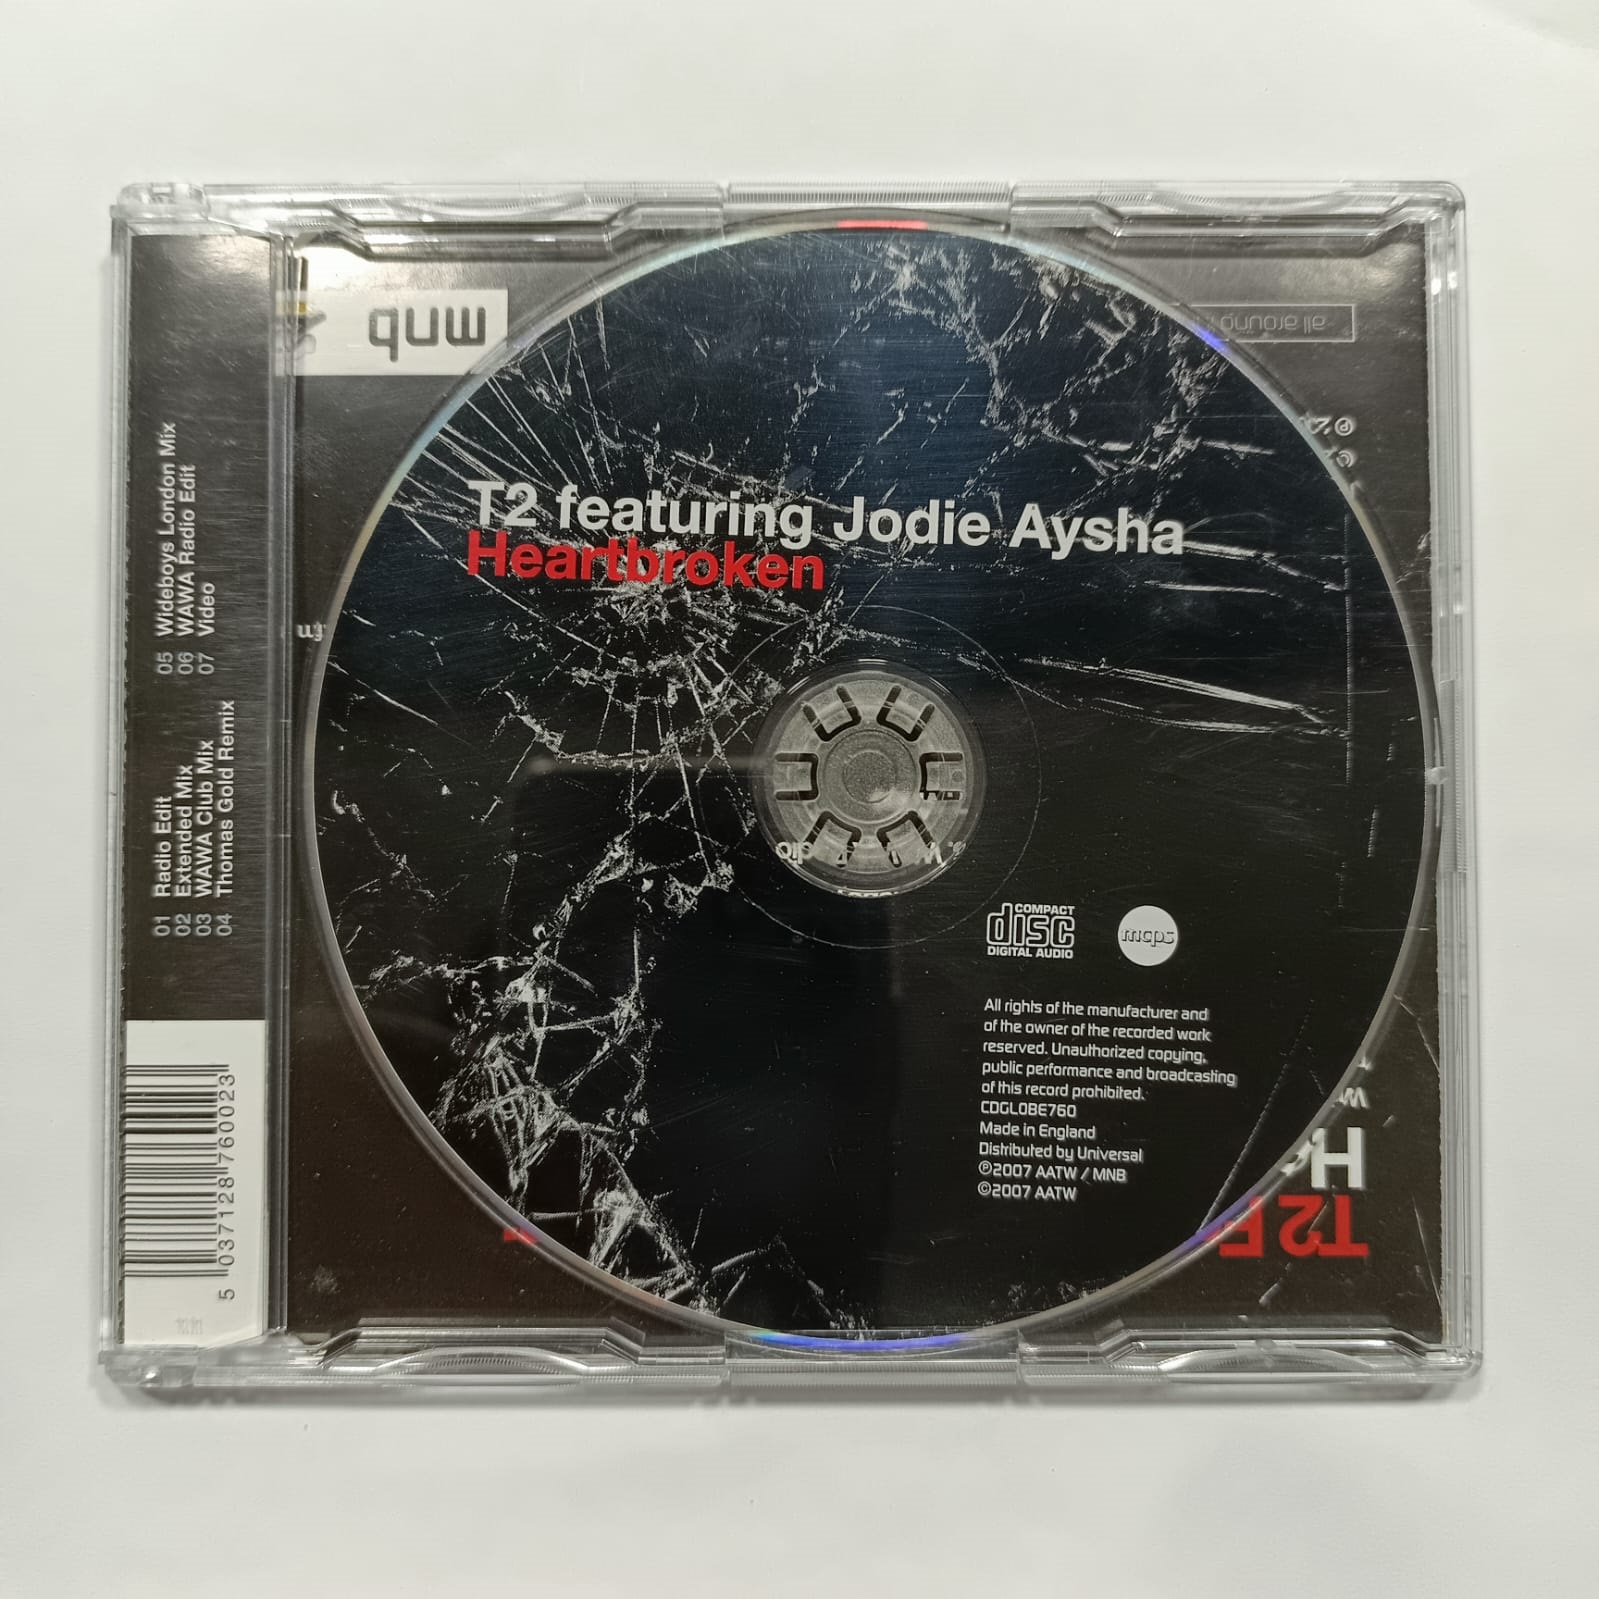 T2 featuring Jodie Aysha
Heartbroken
COMPACT
disc
DIGITAL AUDIO
mcps
All rights of the manufacturer and
of the owner of the recorded work
reserved. Unauthorized copying,
public performance and broadcasting
of this record prohibited.
CDGLOBE760
Made in England
Distributed by Universal
℗2007 AATW / MNB
©2007 AATW
01 Radio Edit
02 Extended Mix
03 WAWA Club Mix
04 Thomas Gold Remix
05 Wideboys London Mix
06 WAWA Radio Edit
07 Video
5 037128 760023
mnb
all around
T2 F
H